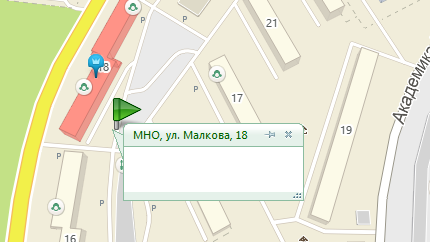 21
18
Р
Р
17
Академика
МНО, ул. Малкова, 18
Р
19
Р
16